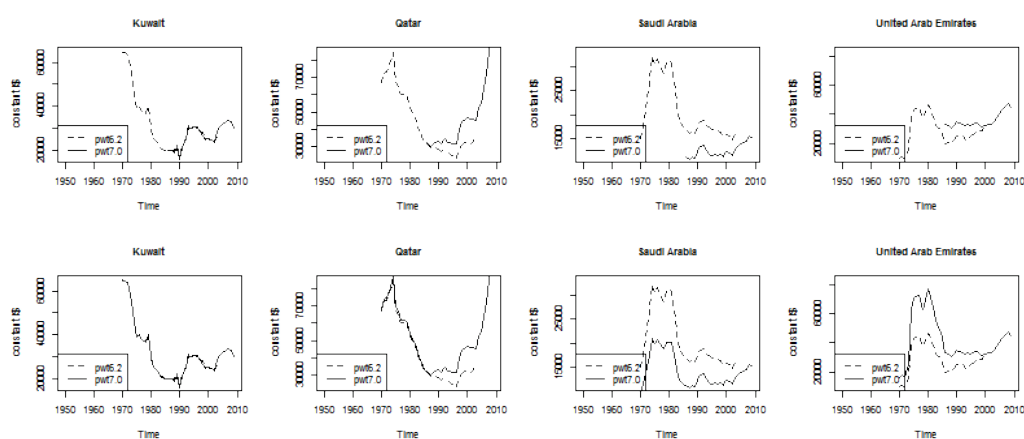 Kuwait
constant I$
60000
40000
20000
pwt6.2
pwt7.0
1950 1960 1970 1980 1990 2000 2010
Time
Qatar
constant I$
70000
50000
30000
pwt6.2
pwt7.0
1950 1960 1970 1980 1990 2000 2010
Time
Saudi Arabia
constant I$
25000
15000
pwt6.2
pwt7.0
1950 1960 1970 1980 1990 2000 2010
Time
United Arab Emirates
constant I$
60000
20000
pwt6.2
pwt7.0
1950 1960 1970 1980 1990 2000 2010
Time
Kuwait
constant I$
60000
40000
20000
pwt6.2
pwt7.0
1950 1960 1970 1980 1990 2000 2010
Time
Qatar
constant I$
70000
50000
30000
pwt6.2
pwt7.0
1950 1960 1970 1980 1990 2000 2010
Time
Saudi Arabia
constant I$
25000
15000
pwt6.2
pwt7.0
1950 1960 1970 1980 1990 2000 2010
Time
United Arab Emirates
constant I$
60000
20000
pwt6.2
pwt7.0
1950 1960 1970 1980 1990 2000 2010
Time